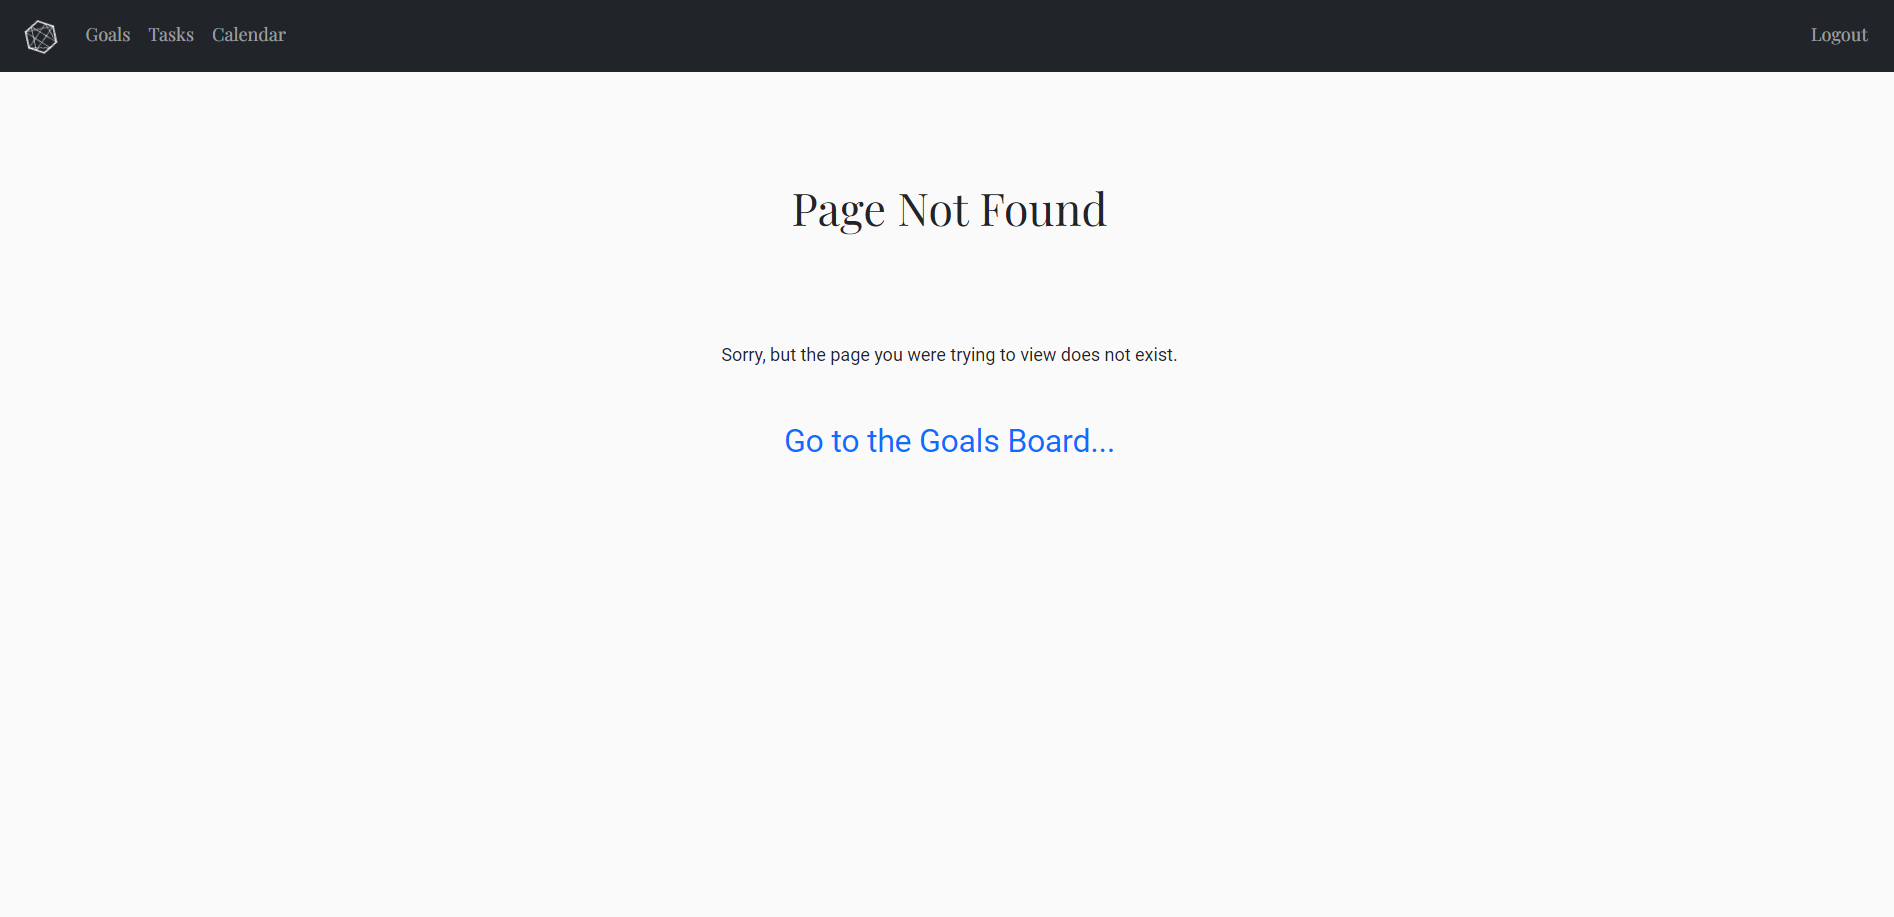 Goals Tasks Calendar Logout
Page Not Found
Sorry, but the page you were trying to view does not exist.
Go to the Goals Board...